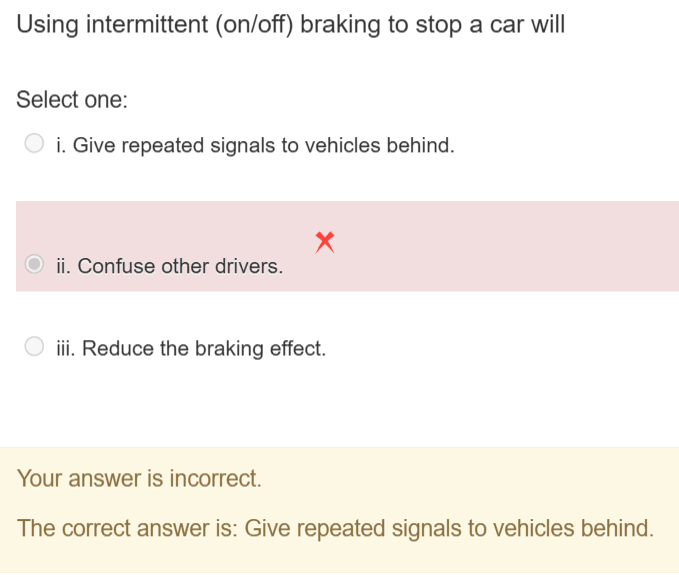 Using intermittent (on/off) braking to stop a car will
Select one:
i. Give repeated signals to vehicles behind.
ii. Confuse other drivers.
iii. Reduce the braking effect.
Your answer is incorrect.
The correct answer is: Give repeated signals to vehicles behind.